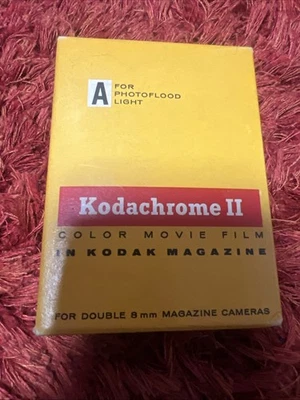 A FOR
PHOTOFLOOD
LIGHT
Kodachrome II
COLOR MOVIE FILM
IN KODAK MAGAZINE
FOR DOUBLE 8mm MAGAZINE CAMERAS